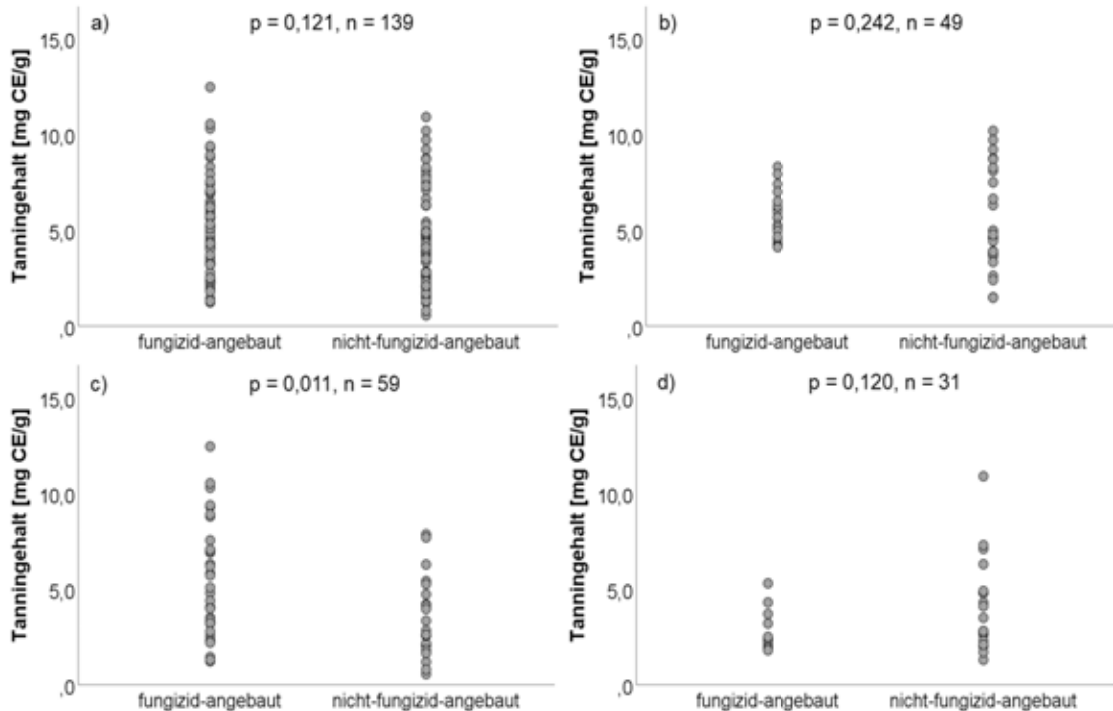 a) p = 0,121, n = 139
Tanningehalt [mg CE/g]
15,0
10,0
5,0
,0
fungizid-angebaut nicht-fungizid-angebaut
b) p = 0,242, n = 49
Tanningehalt [mg CE/g]
15,0
10,0
5,0
,0
fungizid-angebaut nicht-fungizid-angebaut
c) p = 0,011, n = 59
Tanningehalt [mg CE/g]
15,0
10,0
5,0
,0
fungizid-angebaut nicht-fungizid-angebaut
d) p = 0,120, n = 31
Tanningehalt [mg CE/g]
15,0
10,0
5,0
,0
fungizid-angebaut nicht-fungizid-angebaut